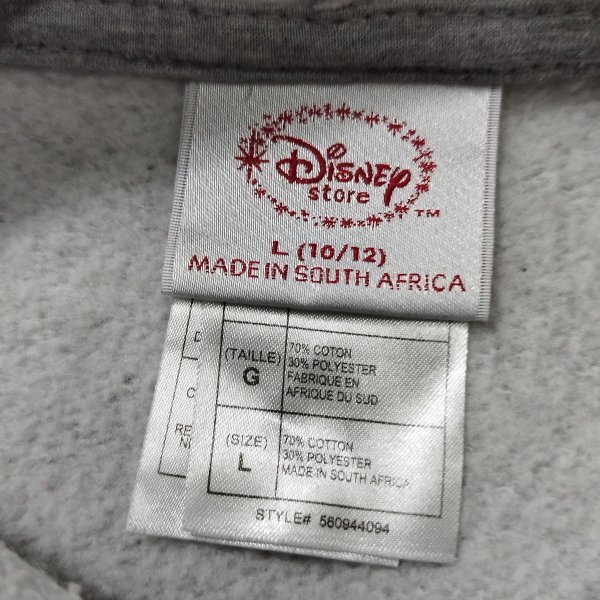 Disney
store
TM
L (10/12)
MADE IN SOUTH AFRICA
(TAILLE)
G
70% COTON
30% POLYESTER
FABRIQUE EN
AFRIQUE DU SUD
(SIZE)
L
70% COTTON
30% POLYESTER
MADE IN SOUTH AFRICA
STYLE# 560944094